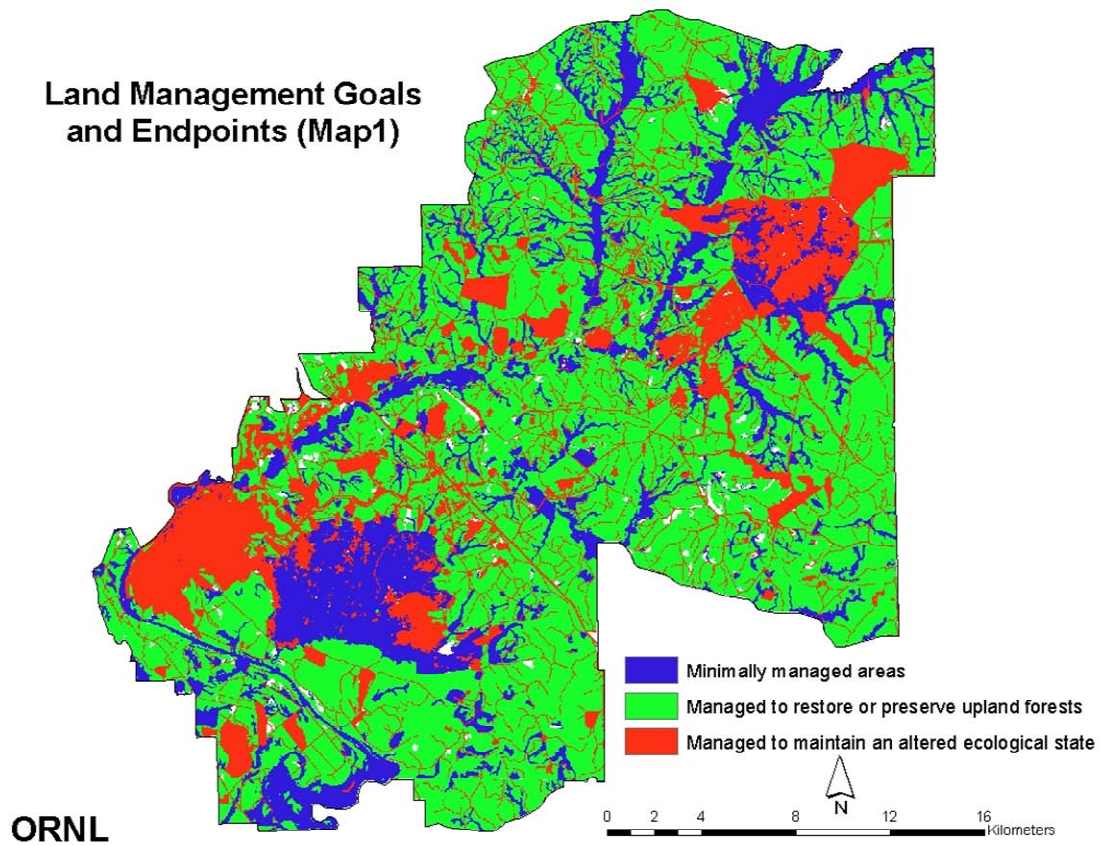 Land Management Goals
and Endpoints (Map1)
Minimally managed areas
Managed to restore or preserve upland forests
Managed to maintain an altered ecological state
N
0 2 4 8 12 16
Kilometers
ORNL